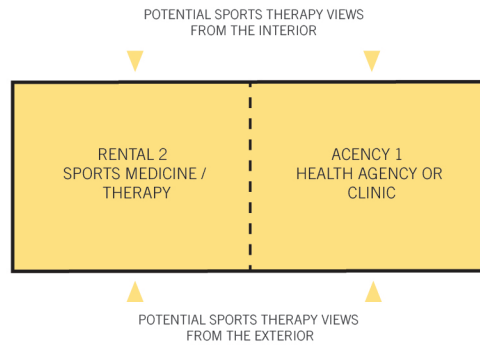 POTENTIAL SPORTS THERAPY VIEWS
FROM THE INTERIOR
RENTAL 2
SPORTS MEDICINE /
THERAPY
ACENCY 1
HEALTH AGENCY OR
CLINIC
POTENTIAL SPORTS THERAPY VIEWS
FROM THE EXTERIOR